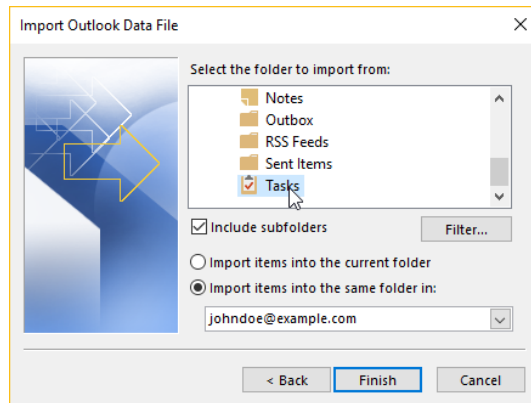 Import Outlook Data File
Select the folder to import from:
Notes
Outbox
RSS Feeds
Sent Items
Tasks
Include subfolders
Filter...
Import items into the current folder
Import items into the same folder in:
johndoe@example.com
< Back
Finish
Cancel